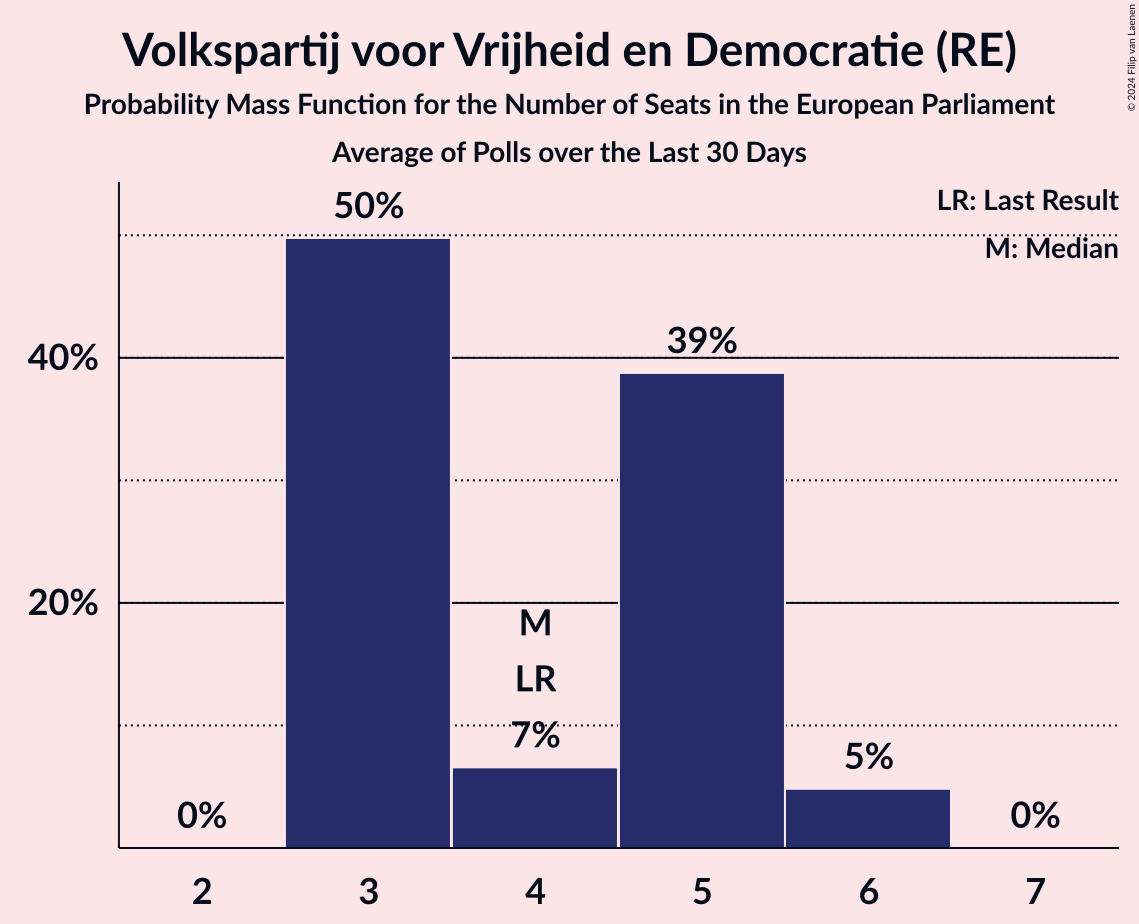 Volkspartij voor Vrijheid en Democratie (RE)
Probability Mass Function for the Number of Seats in the European Parliament
Average of Polls over the Last 30 Days
© 2024 Filip van Laenen
LR: Last Result
M: Median
50%
39%
40%
20%
M
LR
7%
5%
0%
0%
2 3 4 5 6 7